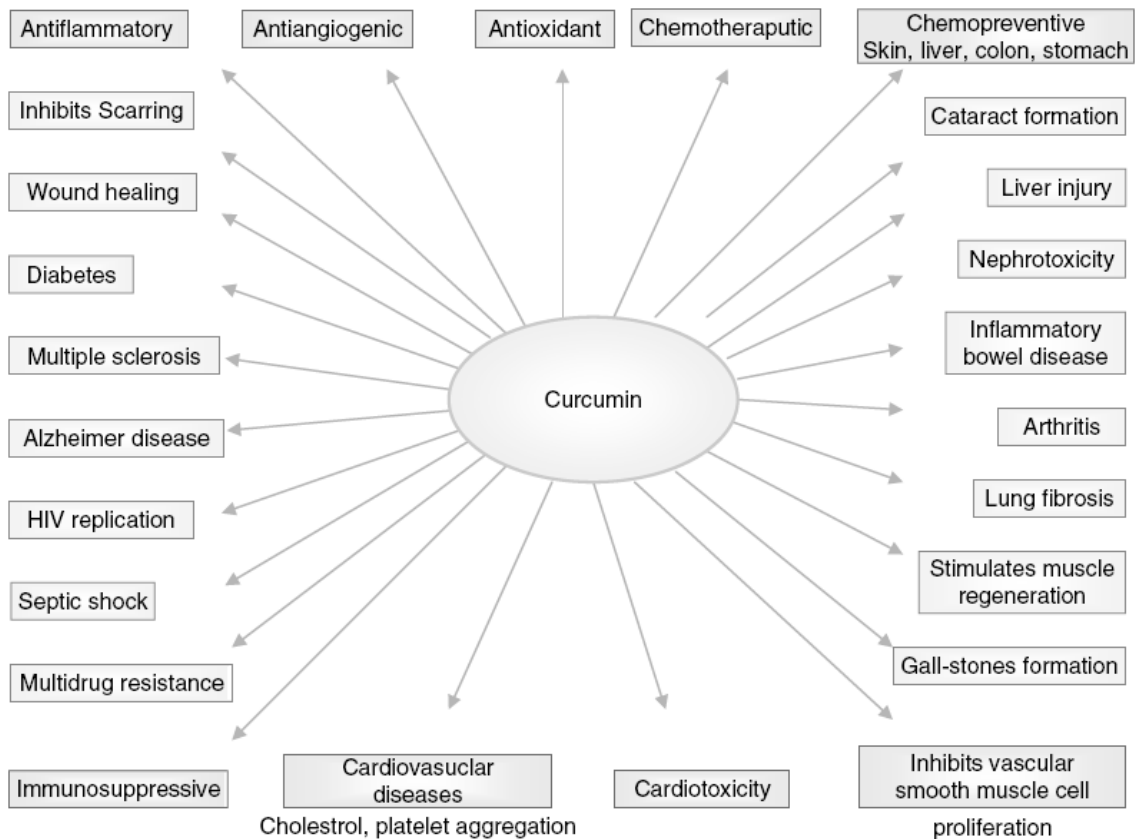 Antiflammatory
Antiangiogenic
Antioxidant
Chemotheraputic
Chemopreventive
Skin, liver, colon, stomach
Inhibits Scarring
Cataract formation
Wound healing
Liver injury
Diabetes
Nephrotoxicity
Multiple sclerosis
Inflammatory
bowel disease
Curcumin
Alzheimer disease
Arthritis
HIV replication
Lung fibrosis
Septic shock
Stimulates muscle
regeneration
Multidrug resistance
Gall-stones formation
Immunosuppressive
Cardiovasuclar
diseases
Cholestrol, platelet aggregation
Cardiotoxicity
Inhibits vascular
smooth muscle cell
proliferation